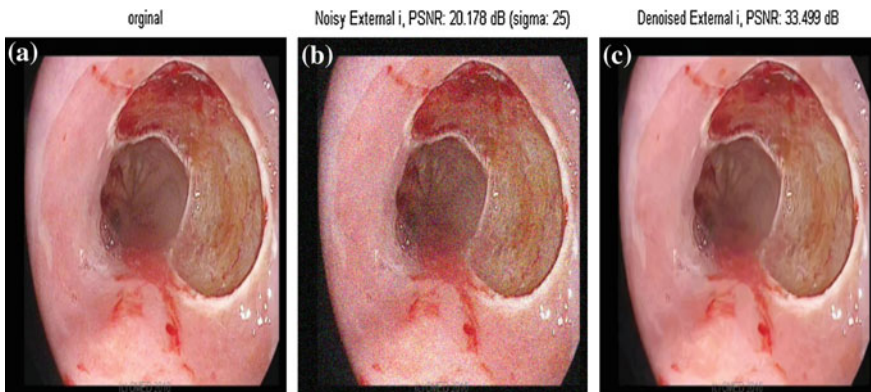 orginal
Noisy External i, PSNR: 20.178 dB (sigma: 25)
Denoised External i, PSNR: 33.499 dB
(a)
(b)
(c)